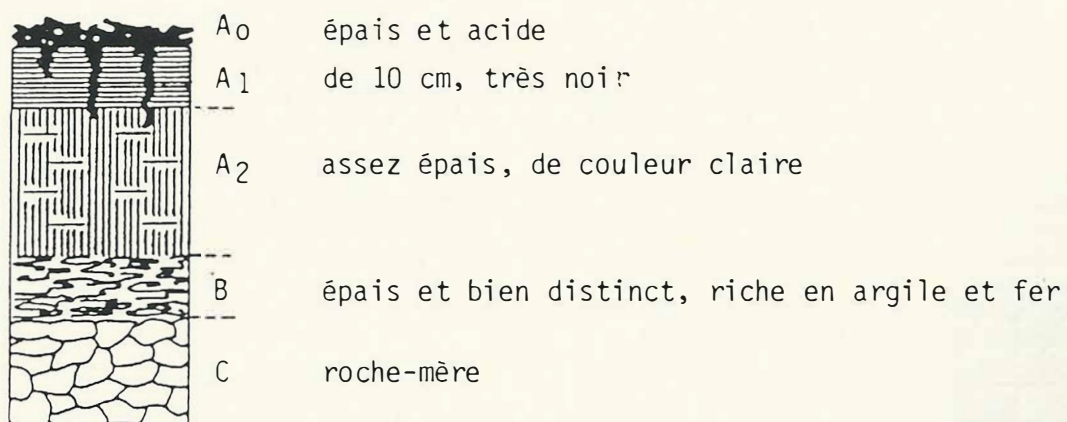 A0 épais et acide
A1 de 10 cm, très noir
A2 assez épais, de couleur claire
B épais et bien distinct, riche en argile et fer
C roche-mère